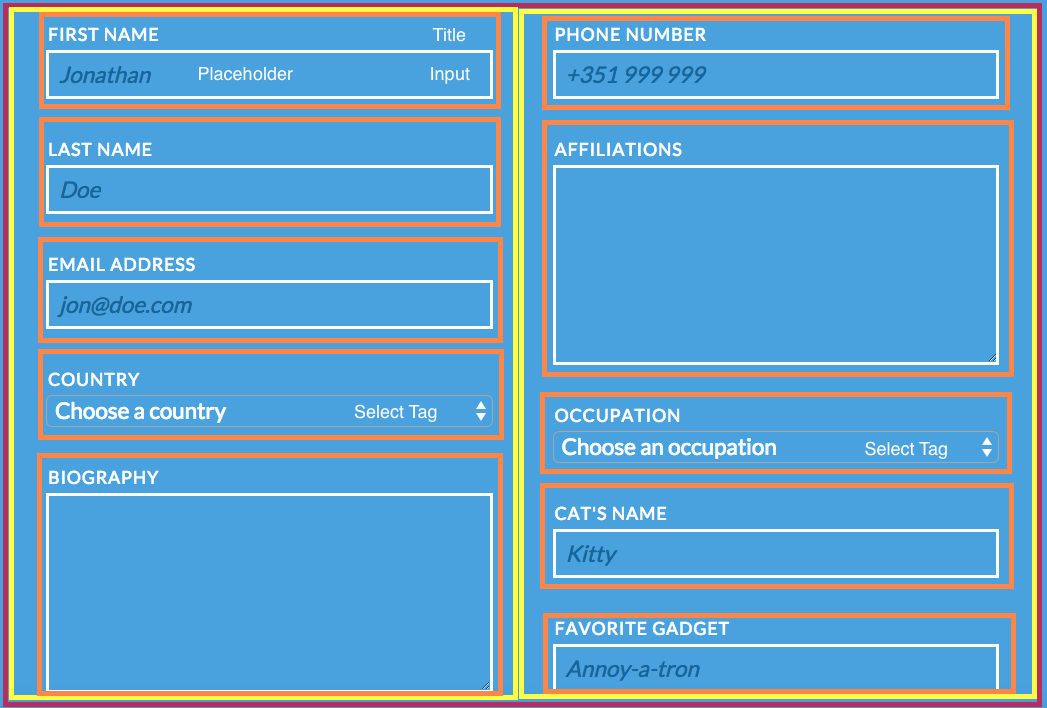 FIRST NAME Title
Jonathan Placeholder Input
LAST NAME
Doe
EMAIL ADDRESS
jon@doe.com
COUNTRY
Choose a country Select Tag
BIOGRAPHY
PHONE NUMBER
+351 999 999
AFFILIATIONS
OCCUPATION
Choose an occupation Select Tag
CAT'S NAME
Kitty
FAVORITE GADGET
Annoy-a-tron